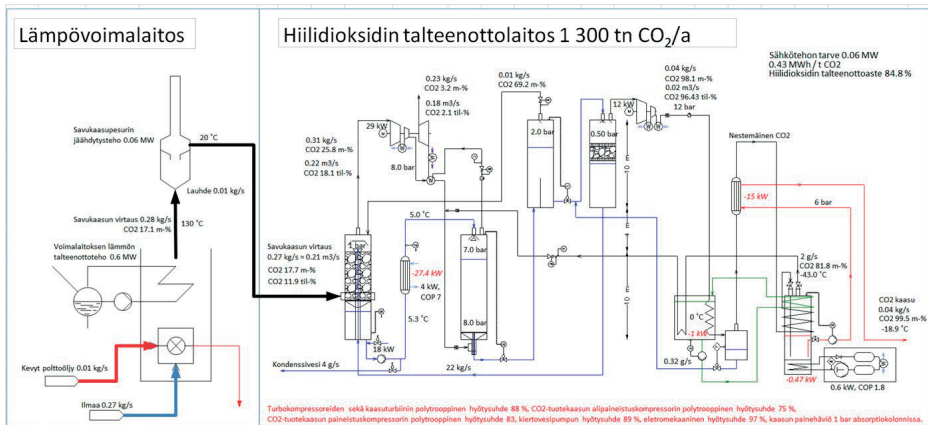 Lämpövoimalaitos
Hiilidioksidin talteenottolaitos 1 300 tn CO₂/a
Sähkötehon tarve 0.06 MW
0.43 MWh / t CO2
Hiilidioksidin talteenottoaste 84.8 %
Savukaasupesurin
jäähdytysteho 0.06 MW
20 °C
Lauhde 0.01 kg/s
Savukaasun virtaus 0.28 kg/s
CO2 17.1 m-%
130 °C
Voimalaitoksen lämmön
talteenottoteho 0.6 MW
Kevyt polttoöljy 0.01 kg/s
Ilmaa 0.27 kg/s
0.31 kg/s
CO2 25.8 m-%
0.22 m3/s
CO2 18.1 til-%
29 kW
0.23 kg/s
CO2 3.2 m-%
0.18 m3/s
CO2 2.1 til-%
8.0 bar
0.01 kg/s
CO2 69.2 m-%
2.0 bar
0.50 bar
12 kW
0.04 kg/s
CO2 98.1 m-%
0.02 m3/s
CO2 96.43 til-%
12 bar
Nestemäinen CO2
-15 kW
6 bar
Savukaasun virtaus
0.27 kg/s = 0.21 m3/s
CO2 17.7 m-%
CO2 11.9 til-%
1 bar
5.0 °C
-27.4 kW
4 kW,
COP 7
5.3 °C
18 kW
Kondenssivesi 4 g/s
7.0 bar
8.0 bar
22 kg/s
10 m
10 m
0 °C
-1 kW
0.32 g/s
2 g/s
CO2 81.8 m-%
-43.0 °C
CO2 kaasu
0.04 kg/s
CO2 99.5 m-%
-18.9 °C
-0.47 kW
0.6 kW, COP 1.8
Turbokompressoreiden sekä kaasuturbiinin polytrooppinen hyötysuhde 88 %, CO2-tuotekaasun alipaineistuskompressorin polytrooppinen hyötysuhde 75 %,
CO2-tuotekaasun paineistuskompressorin polytrooppinen hyötysuhde 83, kiertovesipumpun hyötysuhde 89 %, eletromekaaninen hyötysuhde 97 %, kaasun painehäviö 1 bar absorptiokolonnissa.